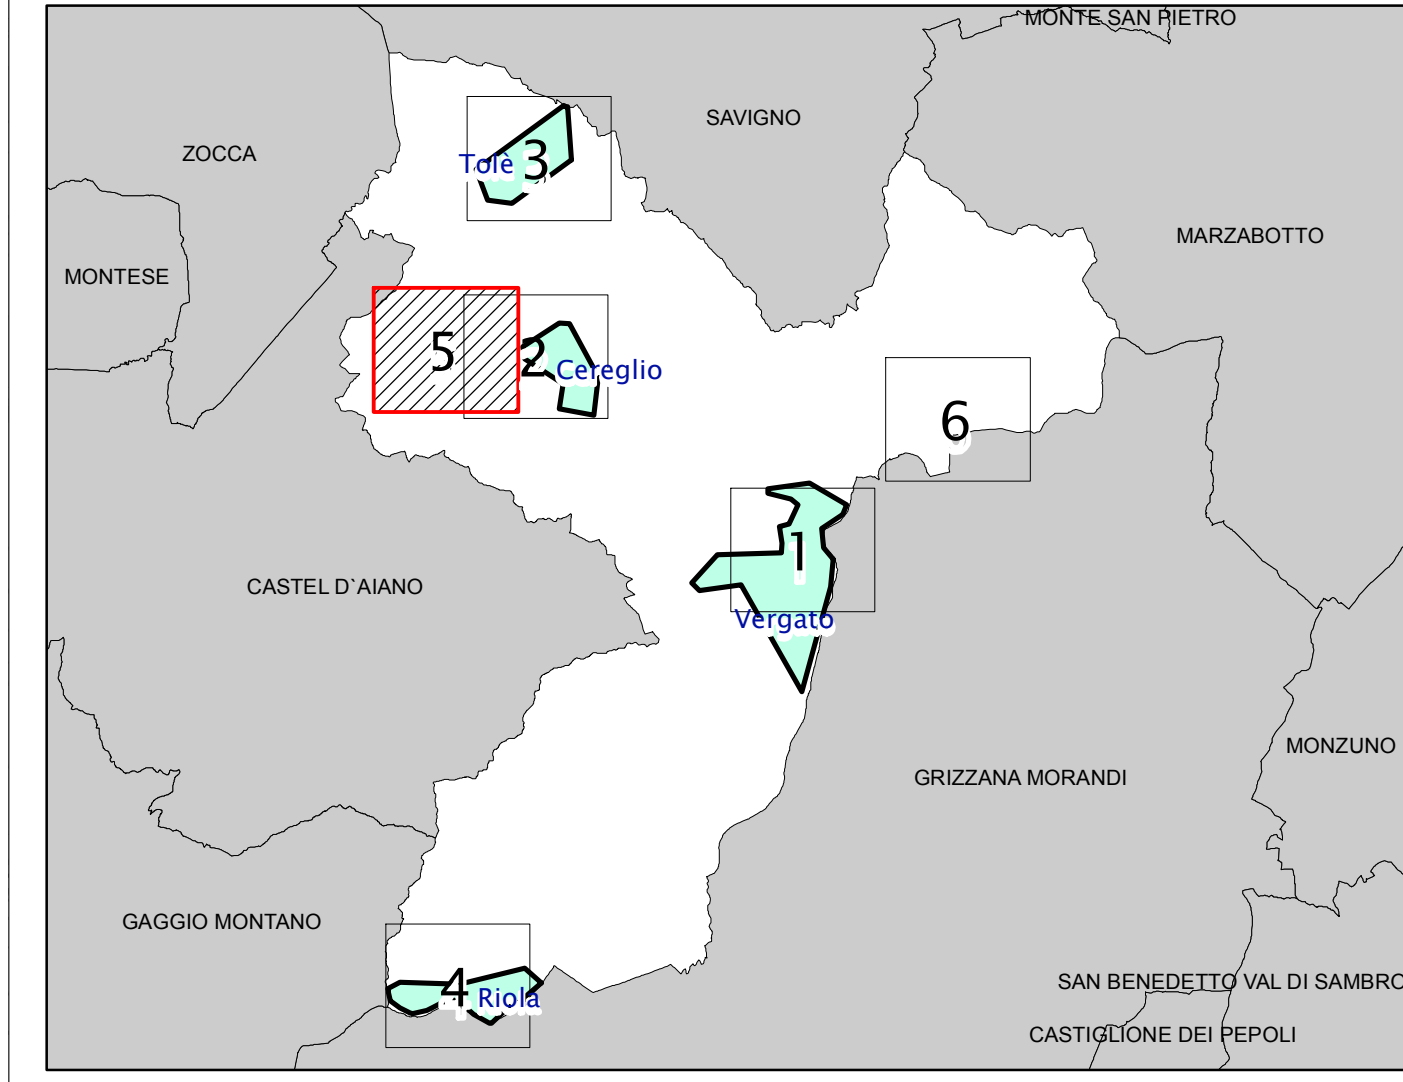 MONTE SAN PIETRO
SAVIGNO
ZOCCA
Tolè
3
MARZABOTTO
MONTESE
5
2
Cereglio
6
1
CASTEL D`AIANO
Vergato
MONZUNO
GRIZZANA MORANDI
GAGGIO MONTANO
4
Riola
SAN BENEDETTO VAL DI SAMBRO
CASTIGLIONE DEI PEPOLI